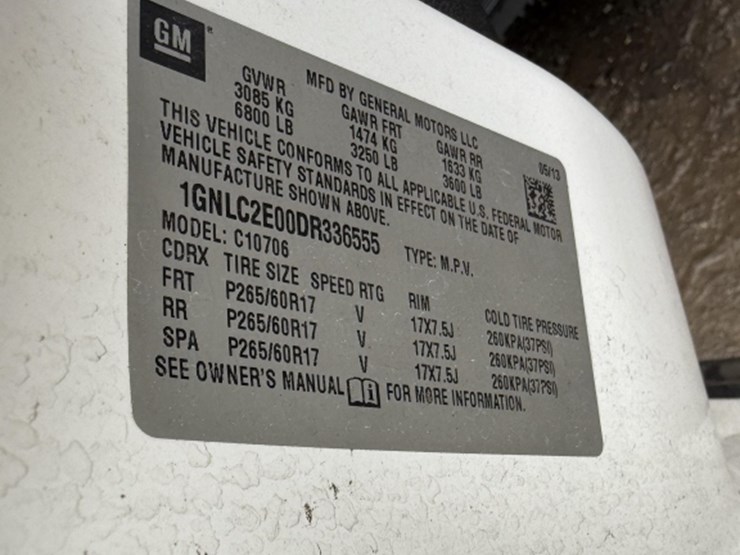 GM
MFD BY GENERAL MOTORS LLC 05/13
GVWR GAWR FRT GAWR RR
3085 KG 1474 KG 1633 KG
6800 LB 3250 LB 3600 LB
THIS VEHICLE CONFORMS TO ALL APPLICABLE U.S. FEDERAL MOTOR
VEHICLE SAFETY STANDARDS IN EFFECT ON THE DATE OF
MANUFACTURE SHOWN ABOVE.
1GNLC2E00DR336555 TYPE: M.P.V.
MODEL: C10706
CDRX TIRE SIZE SPEED RTG RIM COLD TIRE PRESSURE
FRT P265/60R17 V 17X7.5J 260KPA(37PSI)
RR P265/60R17 V 17X7.5J 260KPA(37PSI)
SPA P265/60R17 V 17X7.5J 260KPA(37PSI)
SEE OWNER'S MANUAL FOR MORE INFORMATION.